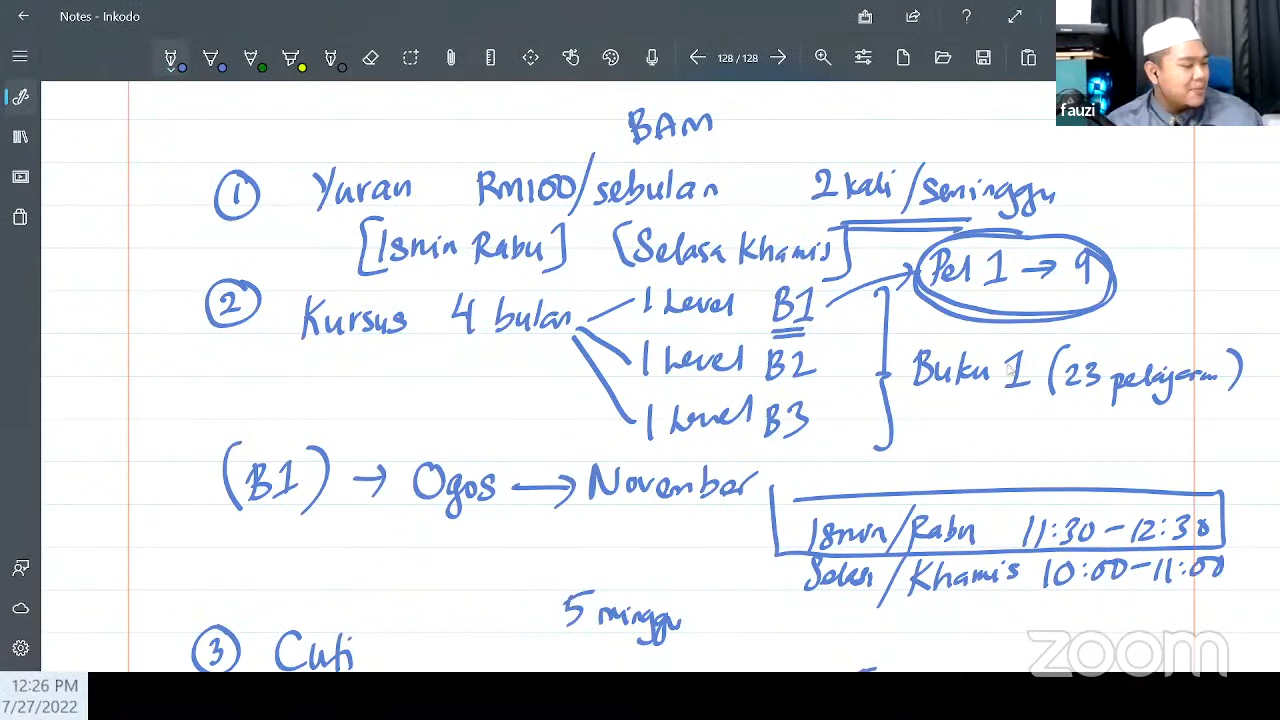 Notes - Inkodo
128 / 128
fauzi
BAM
1 Yuran RM100/sebulan 2 kali/seminggu
[Isnin Rabu] [Selasa Khamis]
Pel 1 → 9
2 Kursus 4 bulan
1 Level B1
1 Level B2
1 Level B3
Buku 1 (23 pelajaran)
(B1) → Ogos → November
Isnin/Rabu 11:30 - 12:30
Selasa/Khamis 10:00 - 11:00
5 minggu
3 Cuti
zoom
12:26 PM
7/27/2022